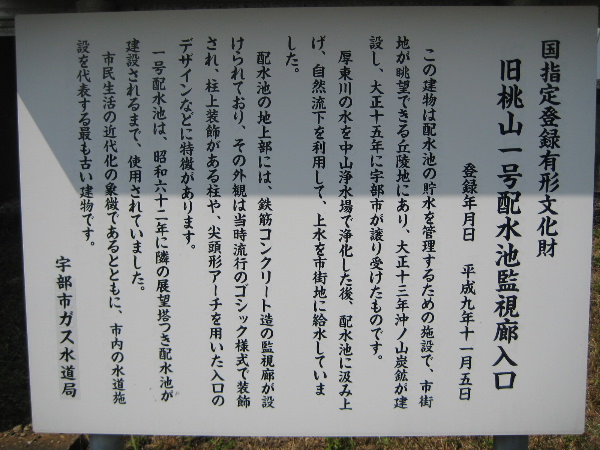 国指定登録有形文化財
旧桃山一号配水池監視廊入口
登録年月日　平成九年十一月五日
この建物は配水池の貯水を管理するための施設で、市街
地が眺望できる丘陵地にあり、大正十三年沖ノ山炭鉱が建
設し、大正十五年に宇部市が譲り受けたものです。
厚東川の水を中山浄水場で浄化した後、配水池に汲み上
げ、自然流下を利用して、上水を市街地に給水していま
した。
配水池の地上部には、鉄筋コンクリート造の監視廊が設
けられており、その外観は当時流行のゴシック様式で装飾
され、柱上装飾がある柱や、尖頭形アーチを用いた入口の
デザインなどに特徴があります。
一号配水池は、昭和六十二年に隣の展望塔つき配水池が
建設されるまで、使用されていました。
市民生活の近代化の象徴であるとともに、市内の水道施
設を代表する最も古い建物です。
宇部市ガス水道局